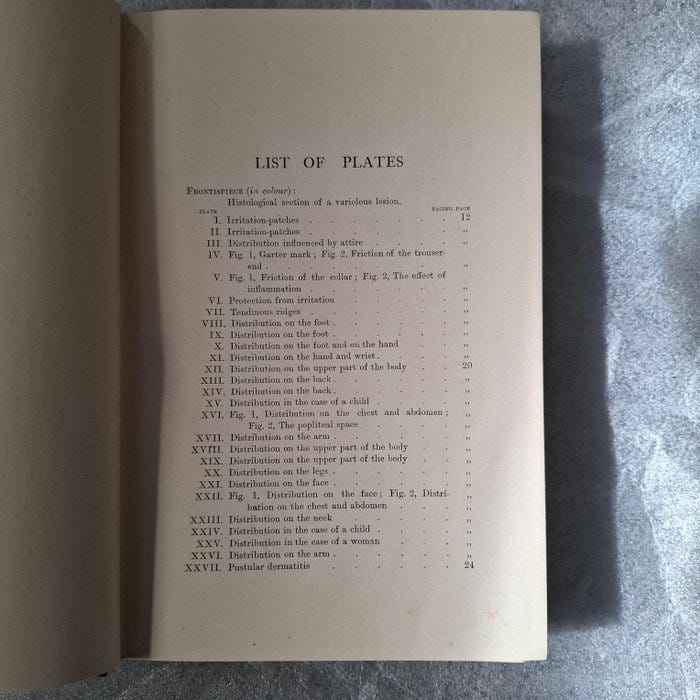 LIST OF PLATES
FRONTISPIECE (in colour):
Histological section of a variolous lesion.
PLATE FACING PAGE
I. Irritation-patches . . . . . . . 12
II. Irritation-patches . . . . . . . „
III. Distribution influenced by attire . . . . „
IV. Fig. 1, Garter mark; Fig. 2, Friction of the trouser-
end . . . . . . . . „
V. Fig. 1, Friction of the collar; Fig. 2, The effect of
inflammation . . . . . . . „
VI. Protection from irritation . . . . . „
VII. Tendinous ridges . . . . . . . „
VIII. Distribution on the foot . . . . . „
IX. Distribution on the foot . . . . . „
X. Distribution on the foot and on the hand . . „
XI. Distribution on the hand and wrist . . . . „
XII. Distribution on the upper part of the body . . 20
XIII. Distribution on the back . . . . . „
XIV. Distribution on the back . . . . . „
XV. Distribution in the case of a child . . . . „
XVI. Fig. 1, Distribution on the chest and abdomen;
Fig. 2, The popliteal space . . . . „
XVII. Distribution on the arm . . . . . „
XVIII. Distribution on the upper part of the body . . „
XIX. Distribution on the upper part of the body . . „
XX. Distribution on the legs . . . . . „
XXI. Distribution on the face . . . . . „
XXII. Fig. 1, Distribution on the face; Fig. 2, Distri-
bution on the chest and abdomen . . . „
XXIII. Distribution on the neck . . . . . „
XXIV. Distribution in the case of a child . . . . „
XXV. Distribution in the case of a woman . . . „
XXVI. Distribution on the arm . . . . . „
XXVII. Pustular dermatitis . . . . . . 24